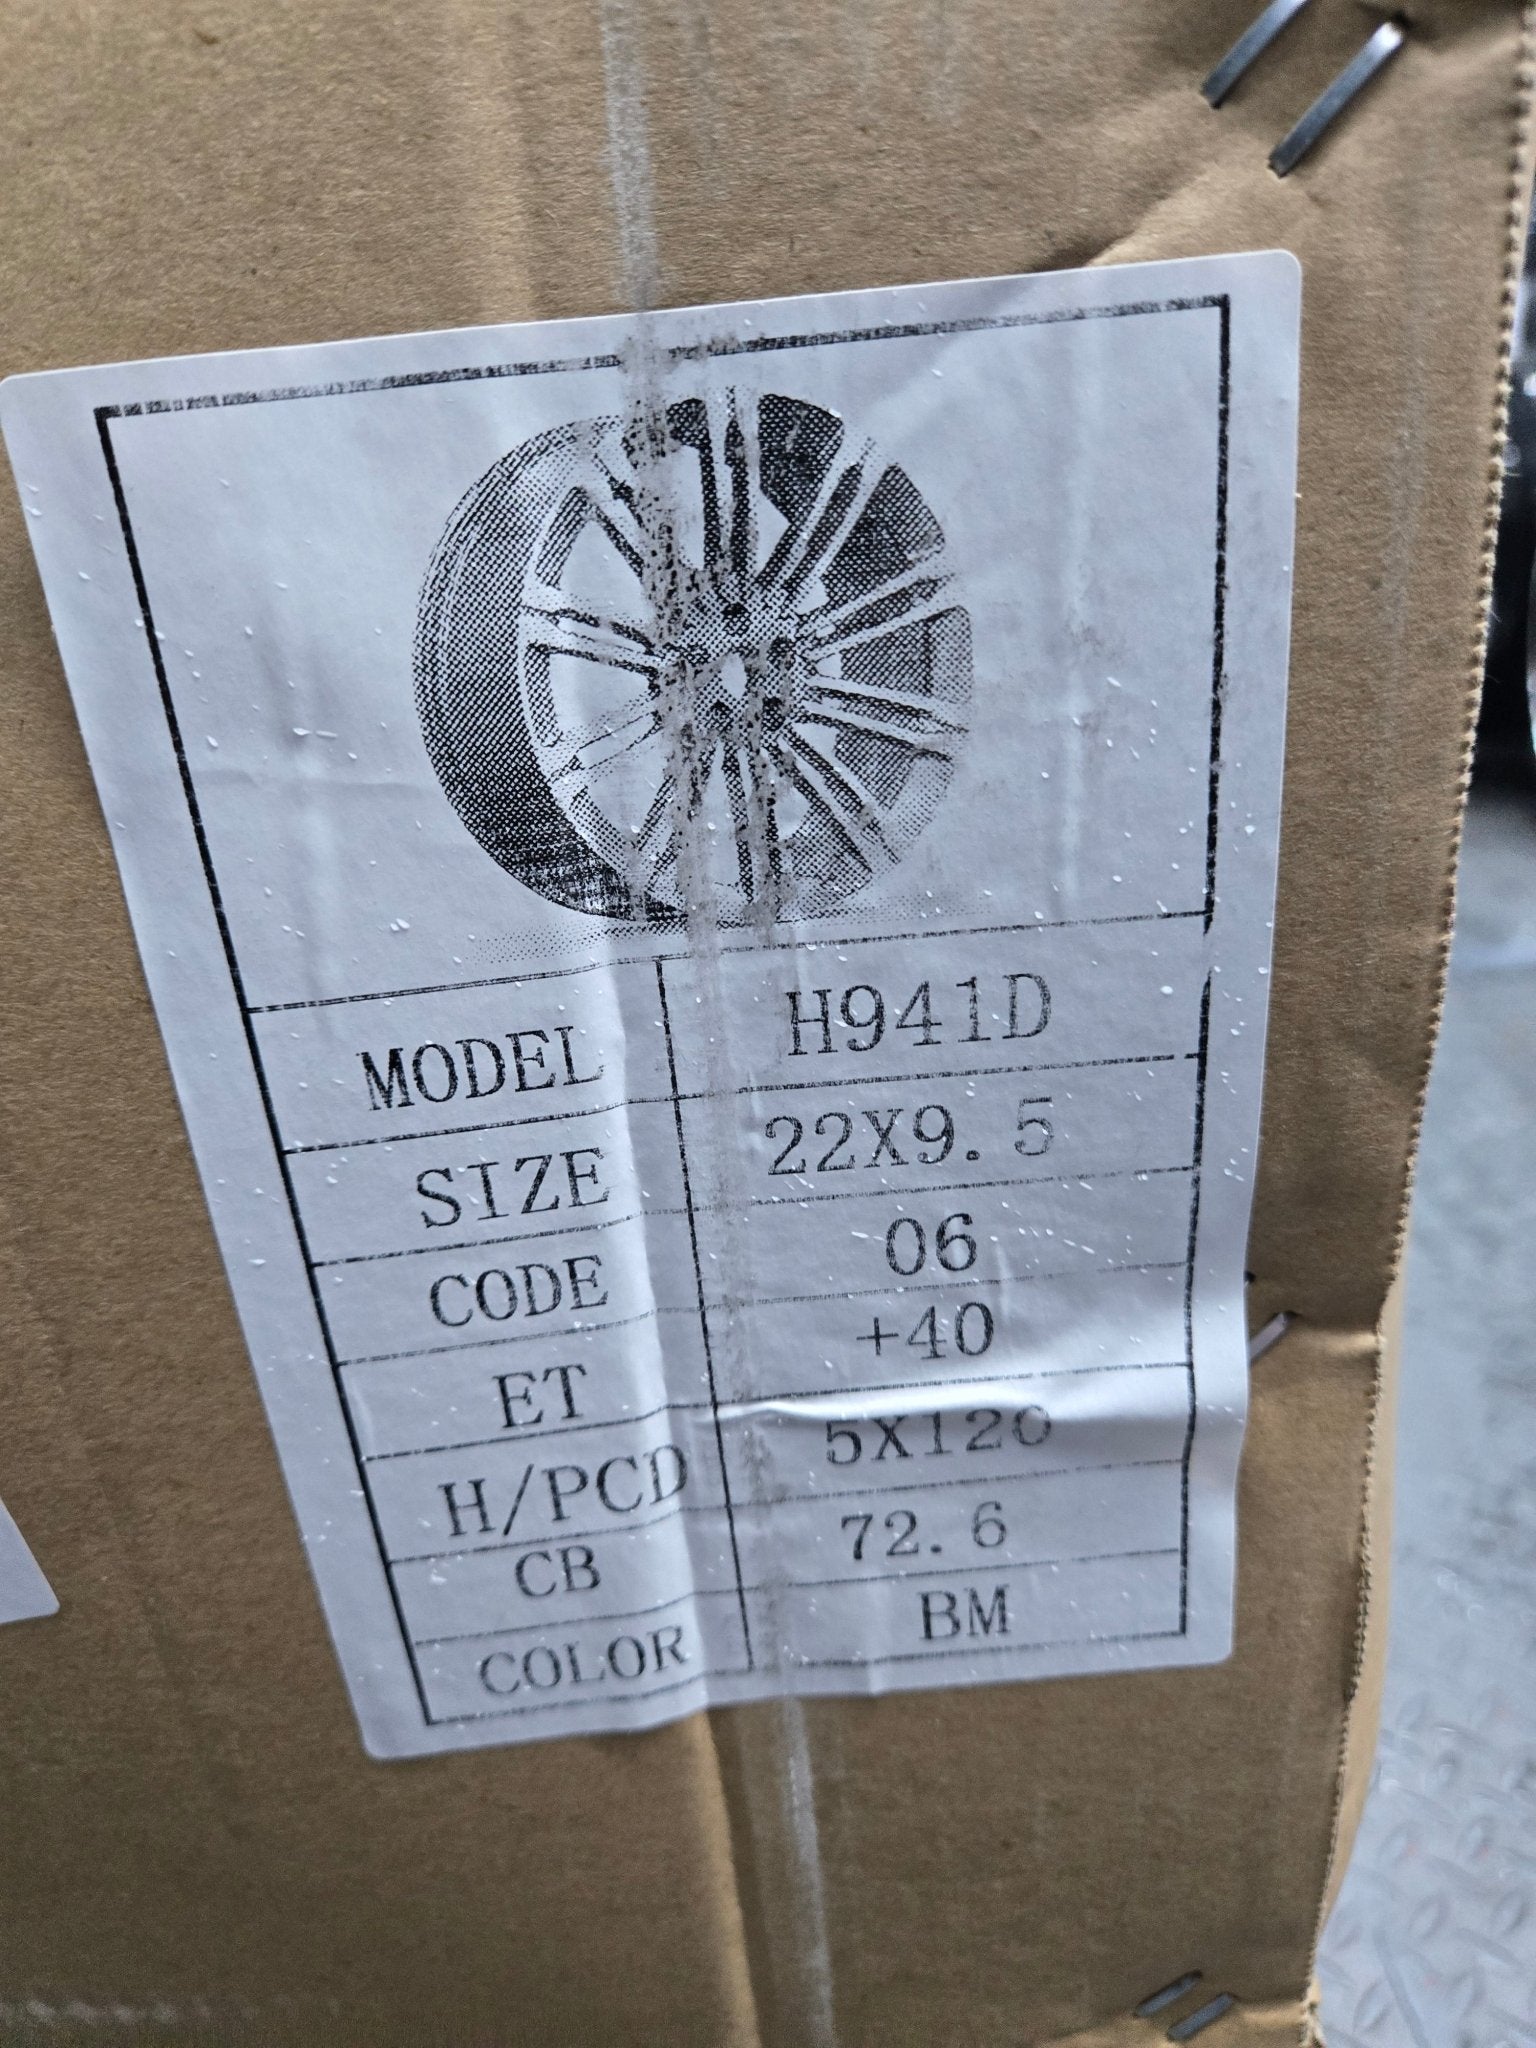 MODEL H941D
SIZE 22X9.5
CODE 06
ET +40
H/PCD 5X120
CB 72.6
COLOR BM